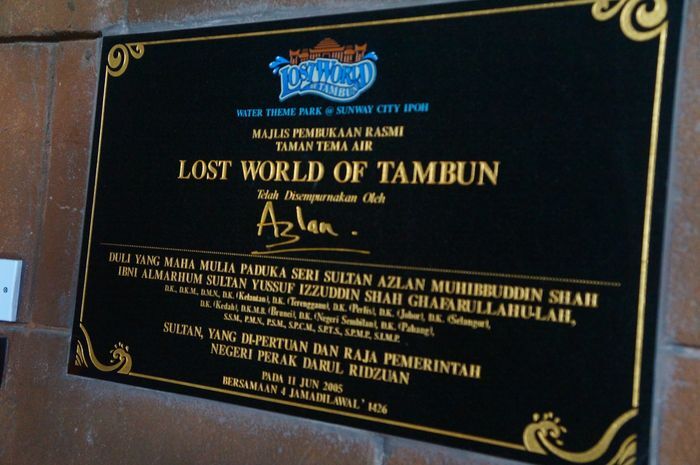 LOST WORLD
OF TAMBUN
WATER THEME PARK @ SUNWAY CITY IPOH
MAJLIS PEMBUKAAN RASMI
TAMAN TEMA AIR
LOST WORLD OF TAMBUN
Telah Disempurnakan Oleh
Azlan.
DULI YANG MAHA MULIA PADUKA SERI SULTAN AZLAN MUHIBBUDDIN SHAH
IBNI ALMARHUM SULTAN YUSSUF IZZUDDIN SHAH GHAFARULLAHU-LAH,
D.K., D.K.M., D.M.N., D.K. (Kelantan), D.K. (Terengganu), D.K. (Perlis), D.K. (Johor), D.K. (Selangor),
D.K. (Kedah), D.K.M.B. (Brunei), D.K. (Negeri Sembilan), D.K. (Pahang),
S.S.M., P.M.N., P.S.M., S.P.C.M., S.P.T.S., S.P.M.P., S.I.M.P.
SULTAN, YANG DI-PERTUAN DAN RAJA PEMERINTAH
NEGERI PERAK DARUL RIDZUAN
PADA 11 JUN 2005
BERSAMAAN 4 JAMADILAWAL' 1426